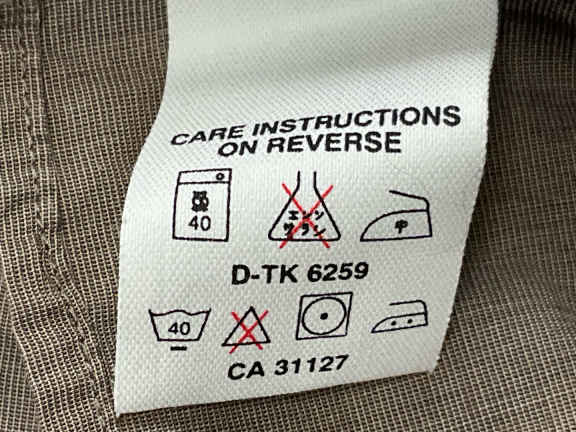 CARE INSTRUCTIONS
ON REVERSE
40 エンソ サラシ 中
D-TK 6259
40
CA 31127